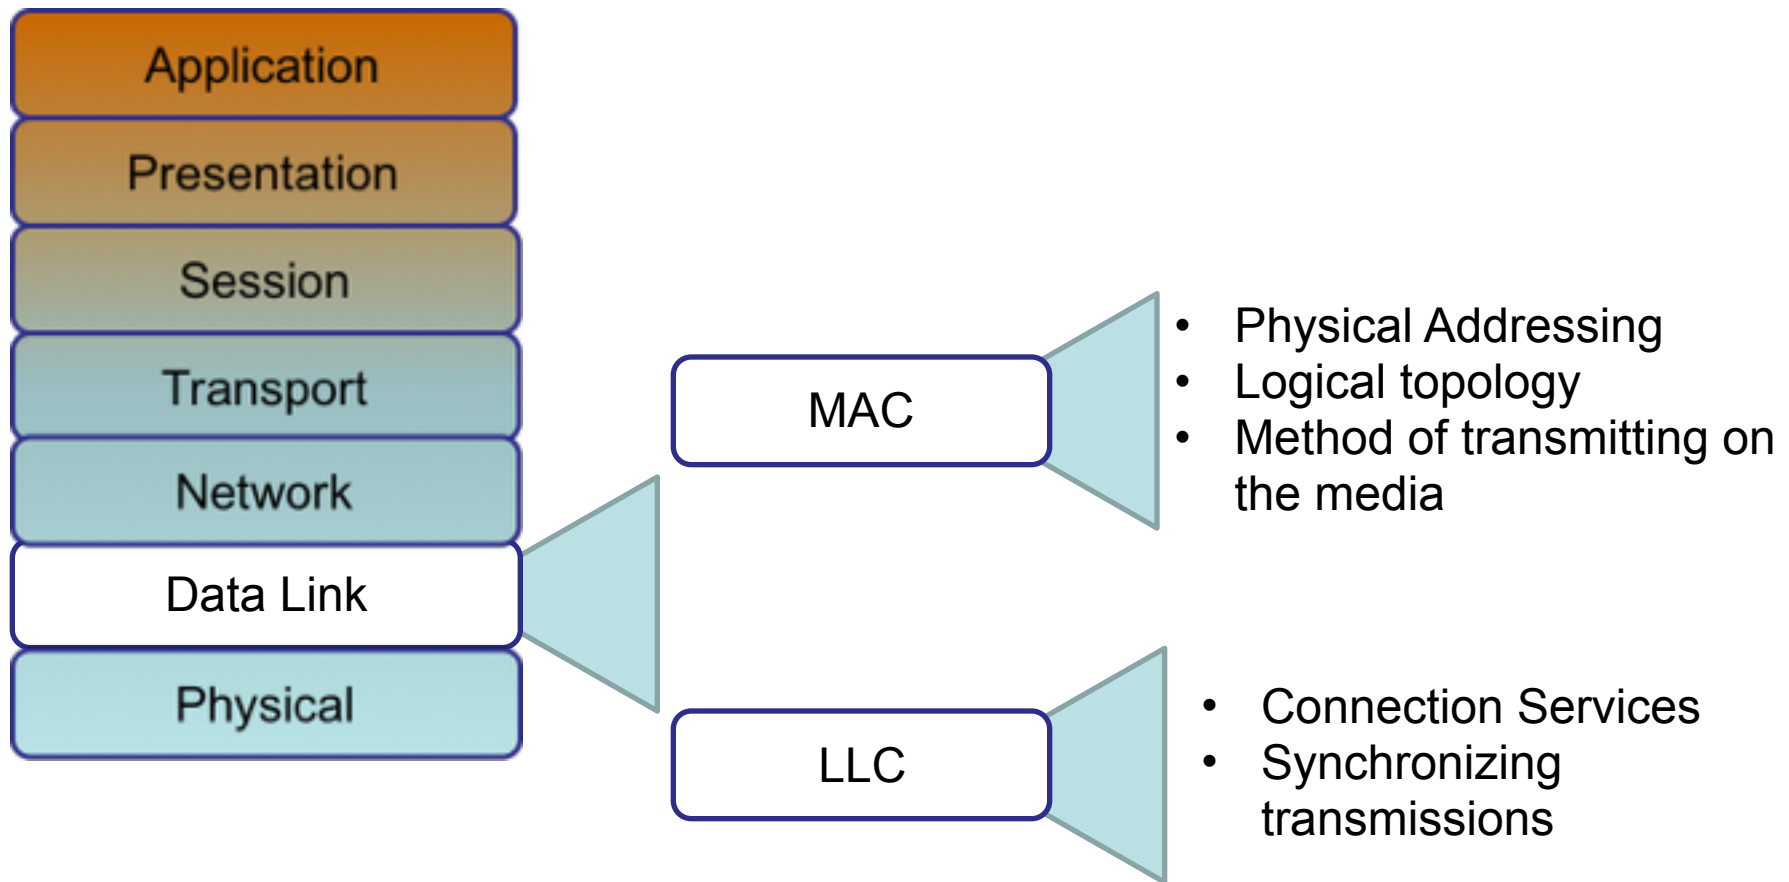 Application
Presentation
Session
Transport
Network
Data Link
Physical
MAC
• Physical Addressing
• Logical topology
• Method of transmitting on
the media
LLC
• Connection Services
• Synchronizing
transmissions